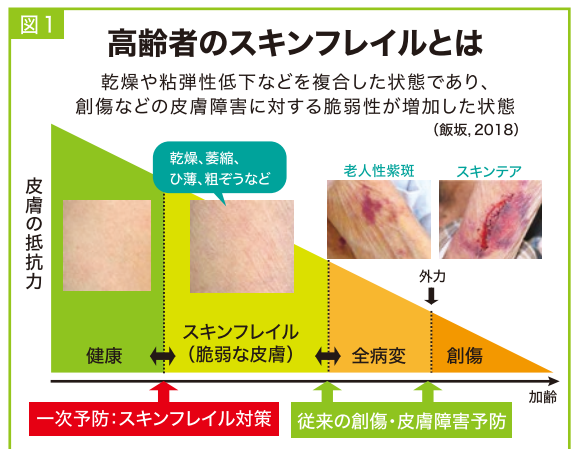 図1
高齢者のスキンフレイルとは
乾燥や粘弾性低下などを複合した状態であり、
創傷などの皮膚障害に対する脆弱性が増加した状態
(飯坂, 2018)
皮膚の抵抗力
乾燥、萎縮、
ひ薄、粗ぞうなど
老人性紫斑
スキンテア
外力
健康
スキンフレイル
(脆弱な皮膚)
全病変
創傷
加齢
一次予防：スキンフレイル対策
従来の創傷・皮膚障害予防